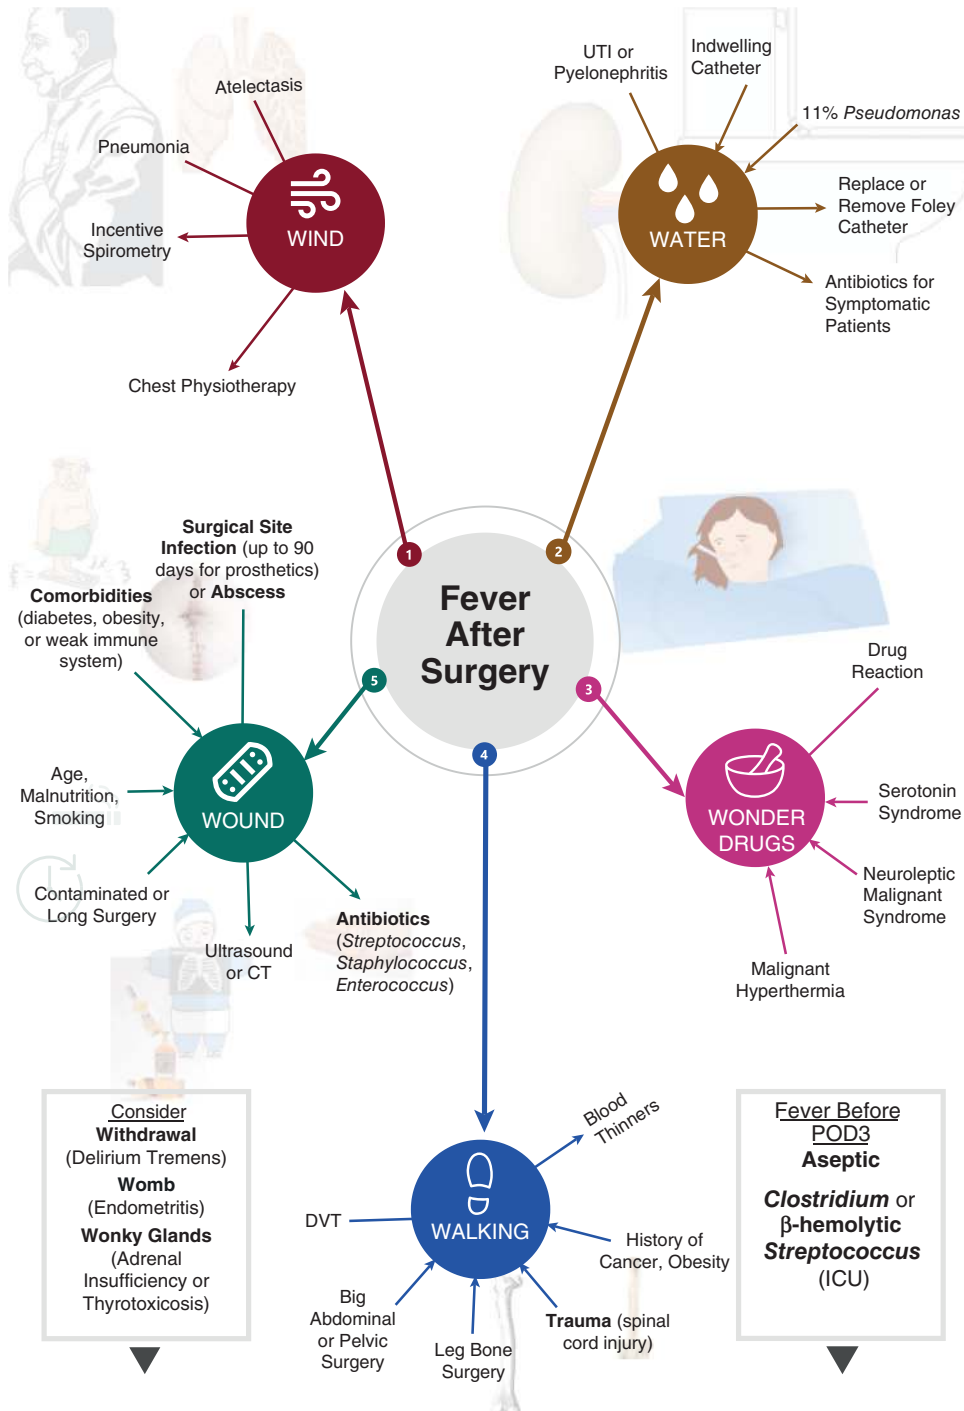 Atelectasis
Pneumonia
Incentive
Spirometry
Chest Physiotherapy
WIND
UTI or
Pyelonephritis
Indwelling
Catheter
11% Pseudomonas
Replace or
Remove Foley
Catheter
Antibiotics for
Symptomatic
Patients
WATER
1
2
3
4
5
Fever
After
Surgery
Surgical Site
Infection (up to 90
days for prosthetics)
or Abscess
Comorbidities
(diabetes, obesity,
or weak immune
system)
Age,
Malnutrition,
Smoking
Contaminated or
Long Surgery
Ultrasound
or CT
Antibiotics
(Streptococcus,
Staphylococcus,
Enterococcus)
WOUND
Drug
Reaction
Serotonin
Syndrome
Neuroleptic
Malignant
Syndrome
Malignant
Hyperthermia
WONDER
DRUGS
Consider
Withdrawal
(Delirium Tremens)
Womb
(Endometritis)
Wonky Glands
(Adrenal
Insufficiency or
Thyrotoxicosis)
Blood
Thinners
DVT
WALKING
History of
Cancer, Obesity
Big
Abdominal
or Pelvic
Surgery
Leg Bone
Surgery
Trauma (spinal
cord injury)
Fever Before
POD3
Aseptic
Clostridium or
β-hemolytic
Streptococcus
(ICU)